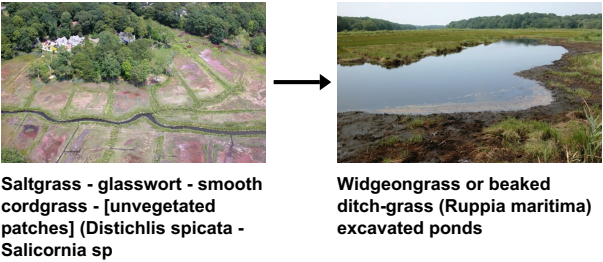 Saltgrass - glasswort - smooth
cordgrass - [unvegetated
patches] (Distichlis spicata -
Salicornia sp
Widgeongrass or beaked
ditch-grass (Ruppia maritima)
excavated ponds